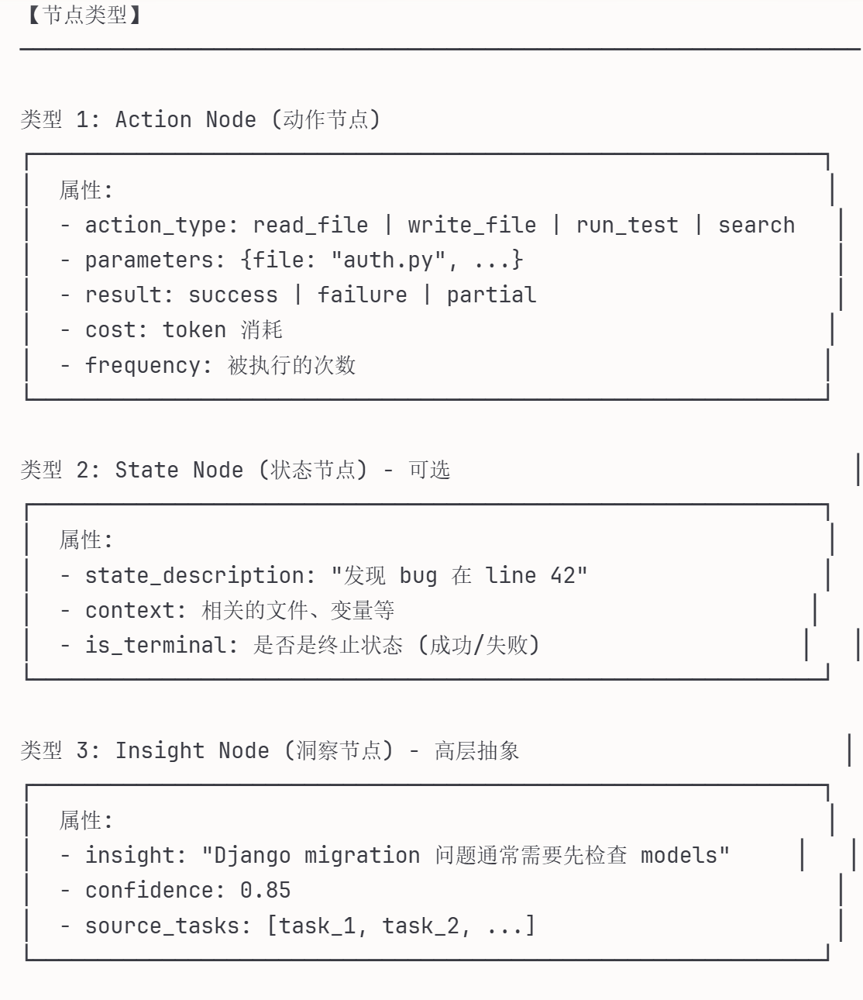 【节点类型】
类型 1: Action Node (动作节点)
属性:
- action_type: read_file | write_file | run_test | search
- parameters: {file: "auth.py", ...}
- result: success | failure | partial
- cost: token 消耗
- frequency: 被执行的次数
类型 2: State Node (状态节点) - 可选
属性:
- state_description: "发现 bug 在 line 42"
- context: 相关的文件、变量等
- is_terminal: 是否是终止状态 (成功/失败)
类型 3: Insight Node (洞察节点) - 高层抽象
属性:
- insight: "Django migration 问题通常需要先检查 models"
- confidence: 0.85
- source_tasks: [task_1, task_2, ...]